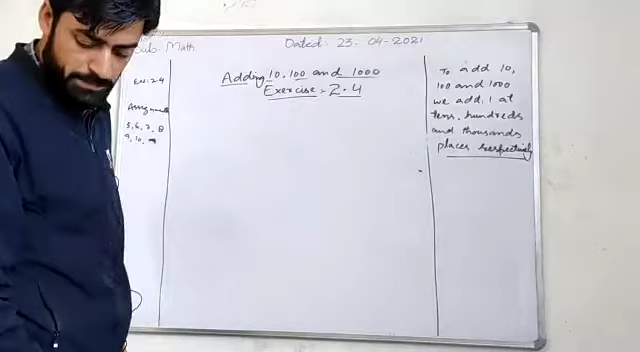 Sub: Math
Dated: 23-04-2021
Ex: 2.4
Assignment
5, 6, 7, 8
9, 10,
Adding 10, 100 and 1000
Exercise :- 2.4
To add 10,
100 and 1000
we add 1 at
tens, hundreds
and thousands
places respectively